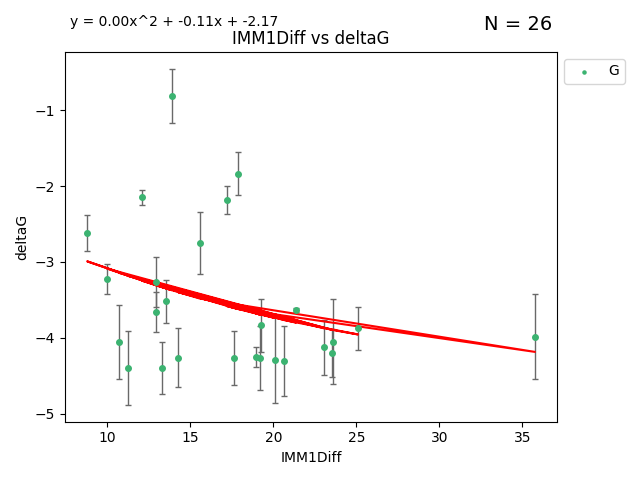 y = 0.00x^2 + -0.11x + -2.17
N = 26
IMM1Diff vs deltaG
G
−1
−2
−3
−4
−5
deltaG
10 15 20 25 30 35
IMM1Diff